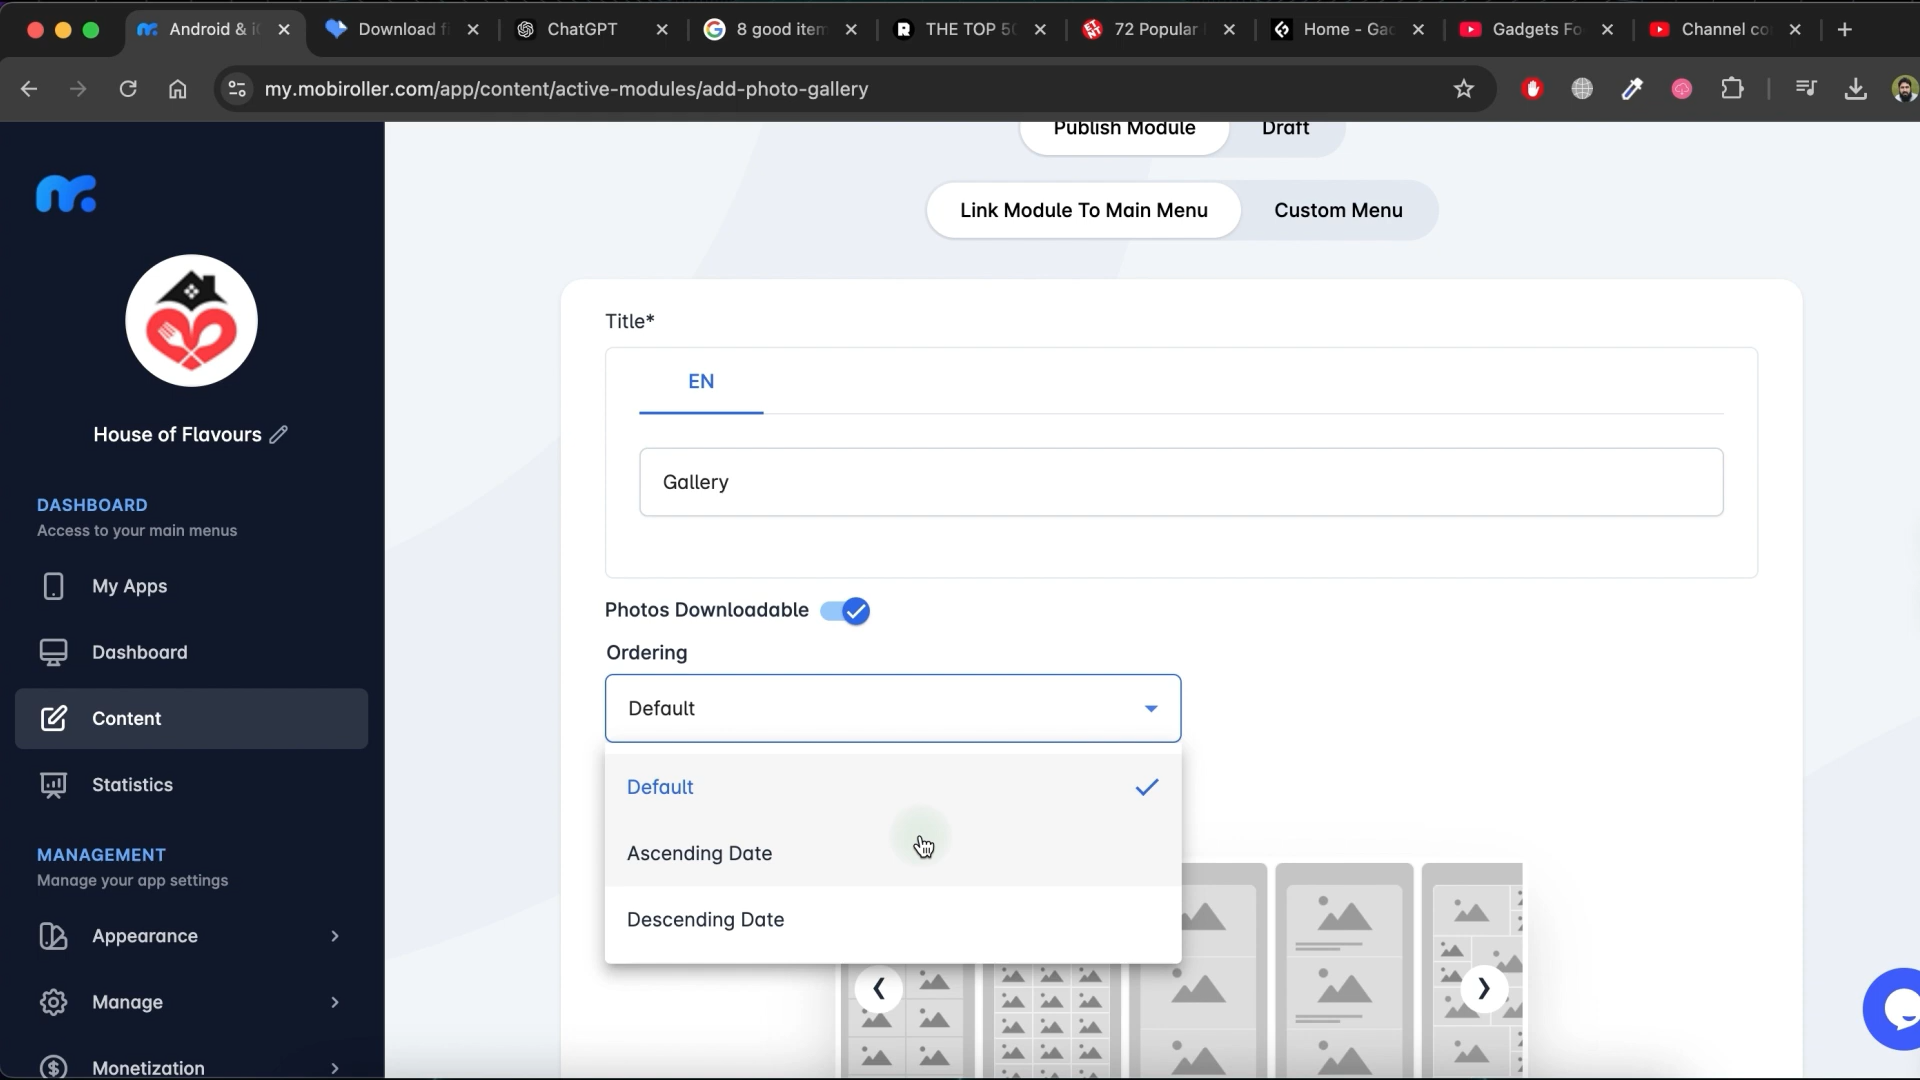 Android & i
Download f
ChatGPT
8 good item
THE TOP 50
72 Popular
Home - Gad
Gadgets Fo
Channel co
my.mobiroller.com/app/content/active-modules/add-photo-gallery
Publish Module
Draft
Link Module To Main Menu
Custom Menu
House of Flavours
DASHBOARD
Access to your main menus
My Apps
Dashboard
Content
Statistics
MANAGEMENT
Manage your app settings
Appearance
Manage
Monetization
Title*
EN
Gallery
Photos Downloadable
Ordering
Default
Default
Ascending Date
Descending Date